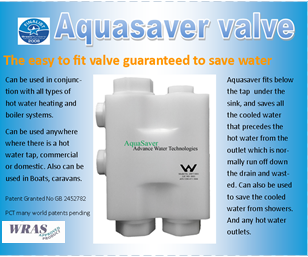 Aquasaver valve
The easy to fit valve guaranteed to save water
Can be used in conjunc-
tion with all types of
hot water heating and
boiler systems.
Can be used anywhere
where there is a hot
water tap, commercial
or domestic. Also can be
used in Boats, caravans.
Patent Granted No GB 2452782
PCT many world patents pending
WRAS
AquaSaver
Advance Water Technologies
Aquasaver fits below
the tap under the
sink, and saves all
the cooled water
that precedes the
hot water from the
outlet which is nor-
mally run off down
the drain and wast-
ed. Can also be used
to save the cooled
water from showers.
And any hot water
outlets.